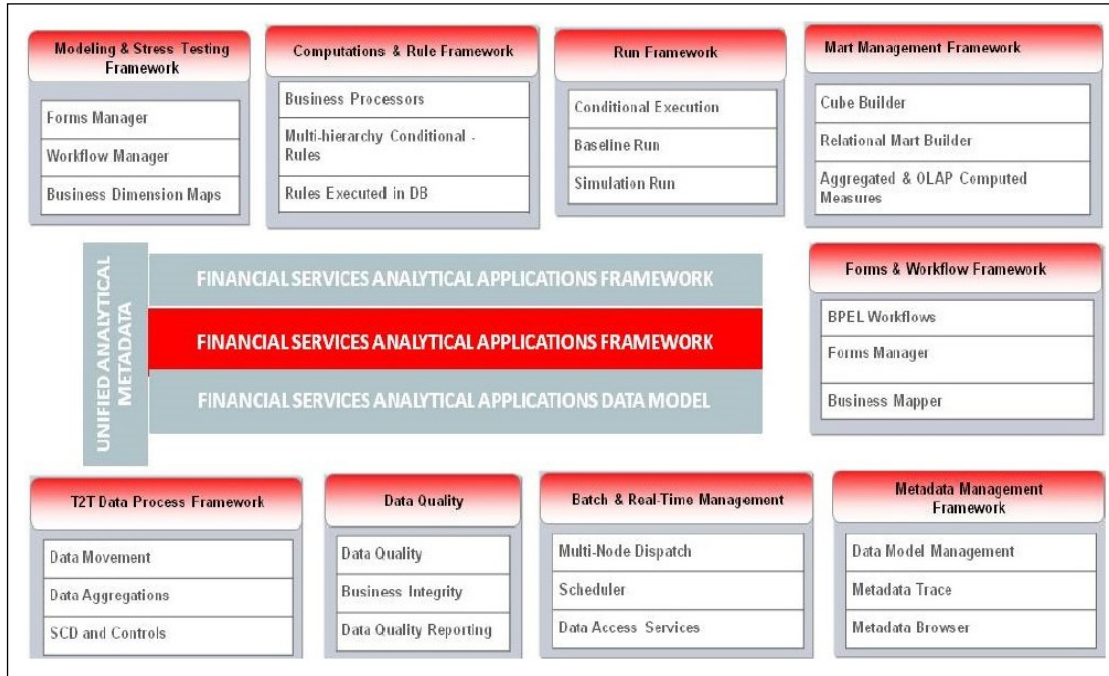 Modeling & Stress Testing
Framework
Forms Manager
Workflow Manager
Business Dimension Maps
Computations & Rule Framework
Business Processors
Multi-hierarchy Conditional -
Rules
Rules Executed in DB
Run Framework
Conditional Execution
Baseline Run
Simulation Run
Mart Management Framework
Cube Builder
Relational Mart Builder
Aggregated & OLAP Computed
Measures
UNIFIED ANALYTICAL
METADATA
FINANCIAL SERVICES ANALYTICAL APPLICATIONS FRAMEWORK
FINANCIAL SERVICES ANALYTICAL APPLICATIONS FRAMEWORK
FINANCIAL SERVICES ANALYTICAL APPLICATIONS DATA MODEL
Forms & Workflow Framework
BPEL Workflows
Forms Manager
Business Mapper
T2T Data Process Framework
Data Movement
Data Aggregations
SCD and Controls
Data Quality
Data Quality
Business Integrity
Data Quality Reporting
Batch & Real-Time Management
Multi-Node Dispatch
Scheduler
Data Access Services
Metadata Management
Framework
Data Model Management
Metadata Trace
Metadata Browser